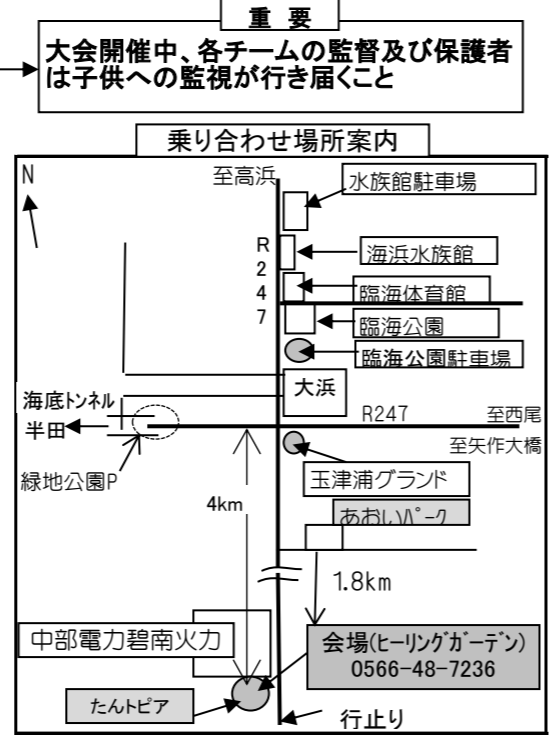 重 要
大会開催中、各チームの監督及び保護者
は子供への監視が行き届くこと
乗り合わせ場所案内
N
至高浜
水族館駐車場
R
2
4
7
海浜水族館
臨海体育館
臨海公園
臨海公園駐車場
大浜
海底トンネル
半田
R247
至西尾
至矢作大橋
緑地公園P
玉津浦グランド
4km
あおいパーク
1.8km
中部電力碧南火力
会場(ヒーリングガーデン)
0566-48-7236
たんトピア
行止り